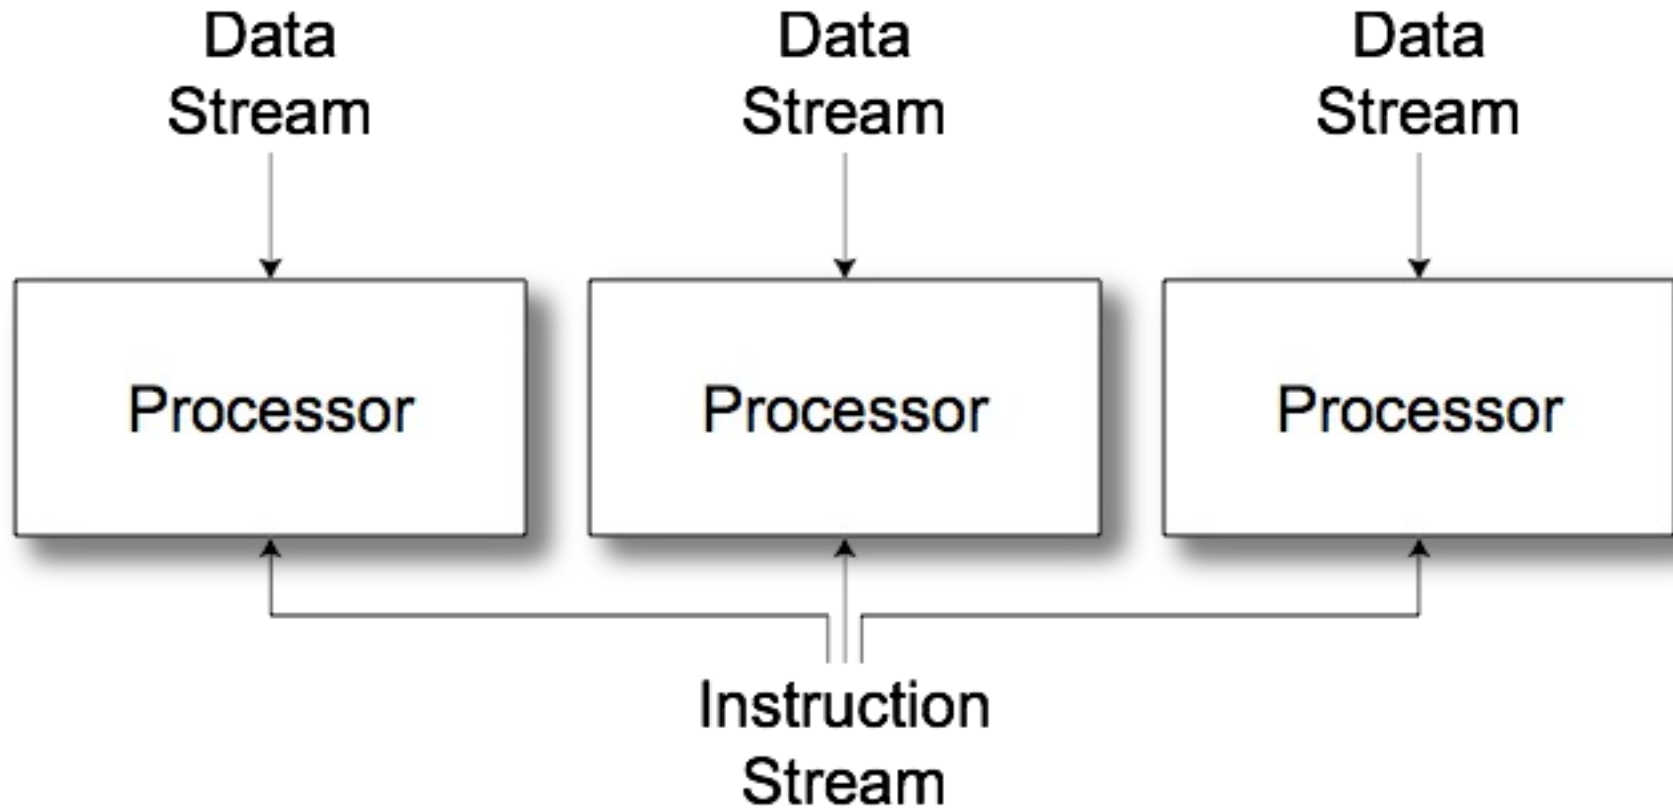 Data
Stream
Data
Stream
Data
Stream
Processor
Processor
Processor
Instruction
Stream